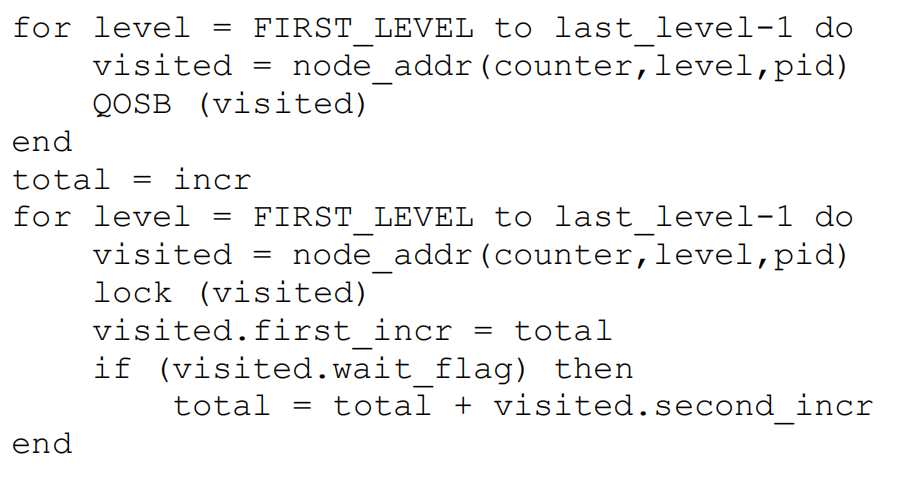 for level = FIRST_LEVEL to last_level-1 do
    visited = node_addr(counter,level,pid)
    QOSB (visited)
end
total = incr
for level = FIRST_LEVEL to last_level-1 do
    visited = node_addr(counter,level,pid)
    lock (visited)
    visited.first_incr = total
    if (visited.wait_flag) then
        total = total + visited.second_incr
end